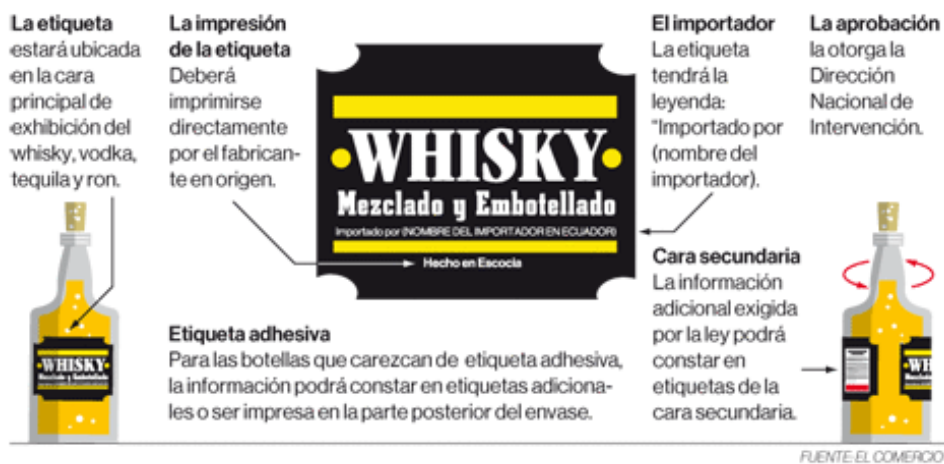 La etiqueta
estará ubicada
en la cara
principal de
exhibición del
whisky, vodka,
tequila y ron.
La impresión
de la etiqueta
Deberá
imprimirse
directamente
por el fabrican-
te en origen.
WHISKY
Mezclado y Embotellado
Importado por (NOMBRE DEL IMPORTADOR EN ECUADOR)
Hecho en Escocia
El importador
La etiqueta
tendrá la
leyenda:
"Importado por
(nombre del
importador).
La aprobación
la otorga la
Dirección
Nacional de
Intervención.
WHISKY
Mezclado y Embotellado
Etiqueta adhesiva
Para las botellas que carezcan de etiqueta adhesiva,
la información podrá constar en etiquetas adiciona-
les o ser impresa en la parte posterior del envase.
Cara secundaria
La información
adicional exigida
por la ley podrá
constar en
etiquetas de la
cara secundaria.
FUENTE: EL COMERCIO